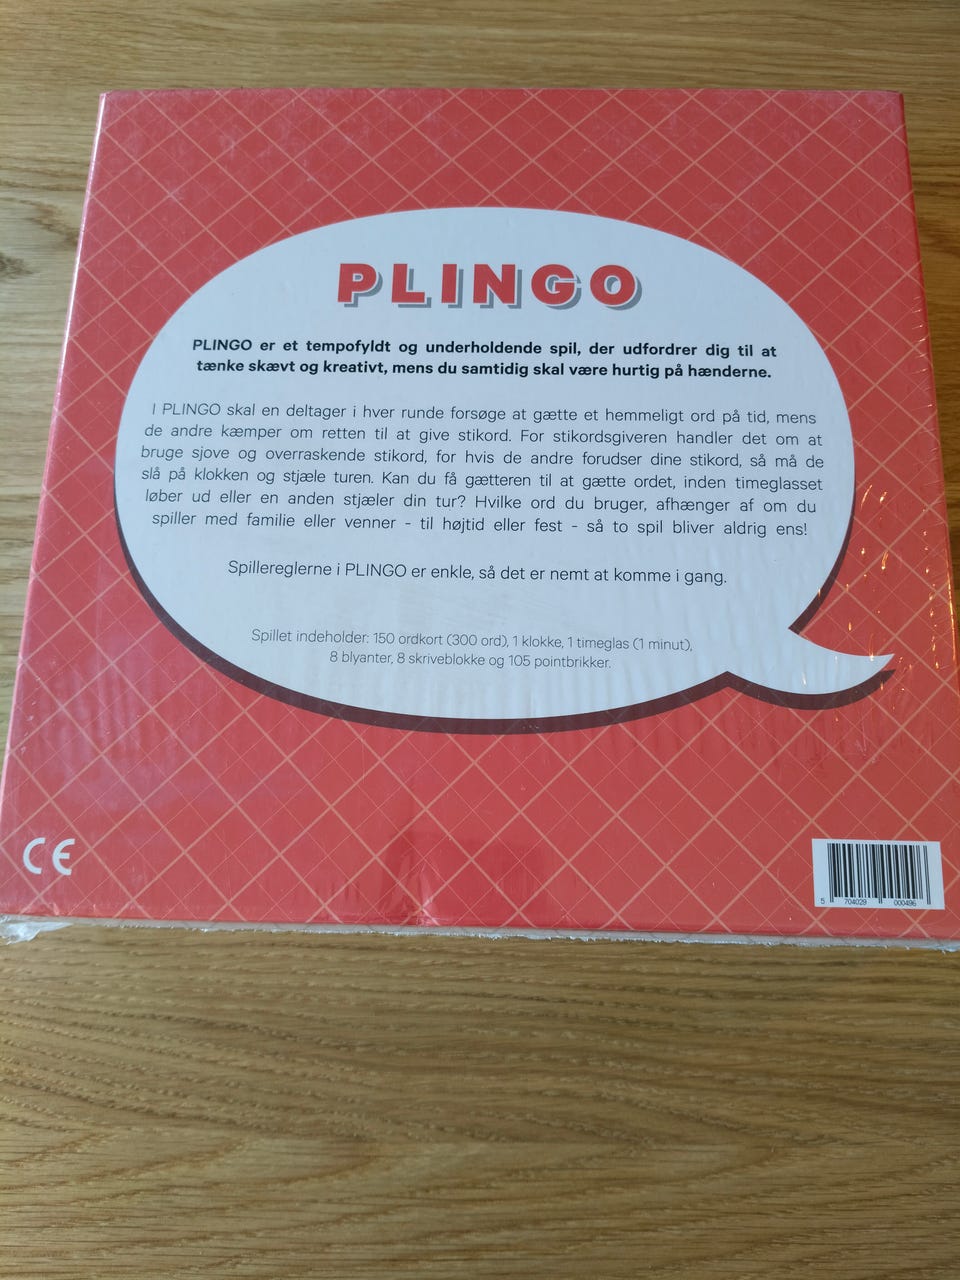 PLINGO
PLINGO er et tempofyldt og underholdende spil, der udfordrer dig til at
tænke skævt og kreativt, mens du samtidig skal være hurtig på hænderne.
I PLINGO skal en deltager i hver runde forsøge at gætte et hemmeligt ord på tid, mens
de andre kæmper om retten til at give stikord. For stikordsgiveren handler det om at
bruge sjove og overraskende stikord, for hvis de andre forudser dine stikord, så må de
slå på klokken og stjæle turen. Kan du få gætteren til at gætte ordet, inden timeglasset
løber ud eller en anden stjæler din tur? Hvilke ord du bruger, afhænger af om du
spiller med familie eller venner - til højtid eller fest - så to spil bliver aldrig ens!
Spillereglerne i PLINGO er enkle, så det er nemt at komme i gang.
Spillet indeholder: 150 ordkort (300 ord), 1 klokke, 1 timeglas (1 minut),
8 blyanter, 8 skriveblokke og 105 pointbrikker.
CE
5 704029 000496